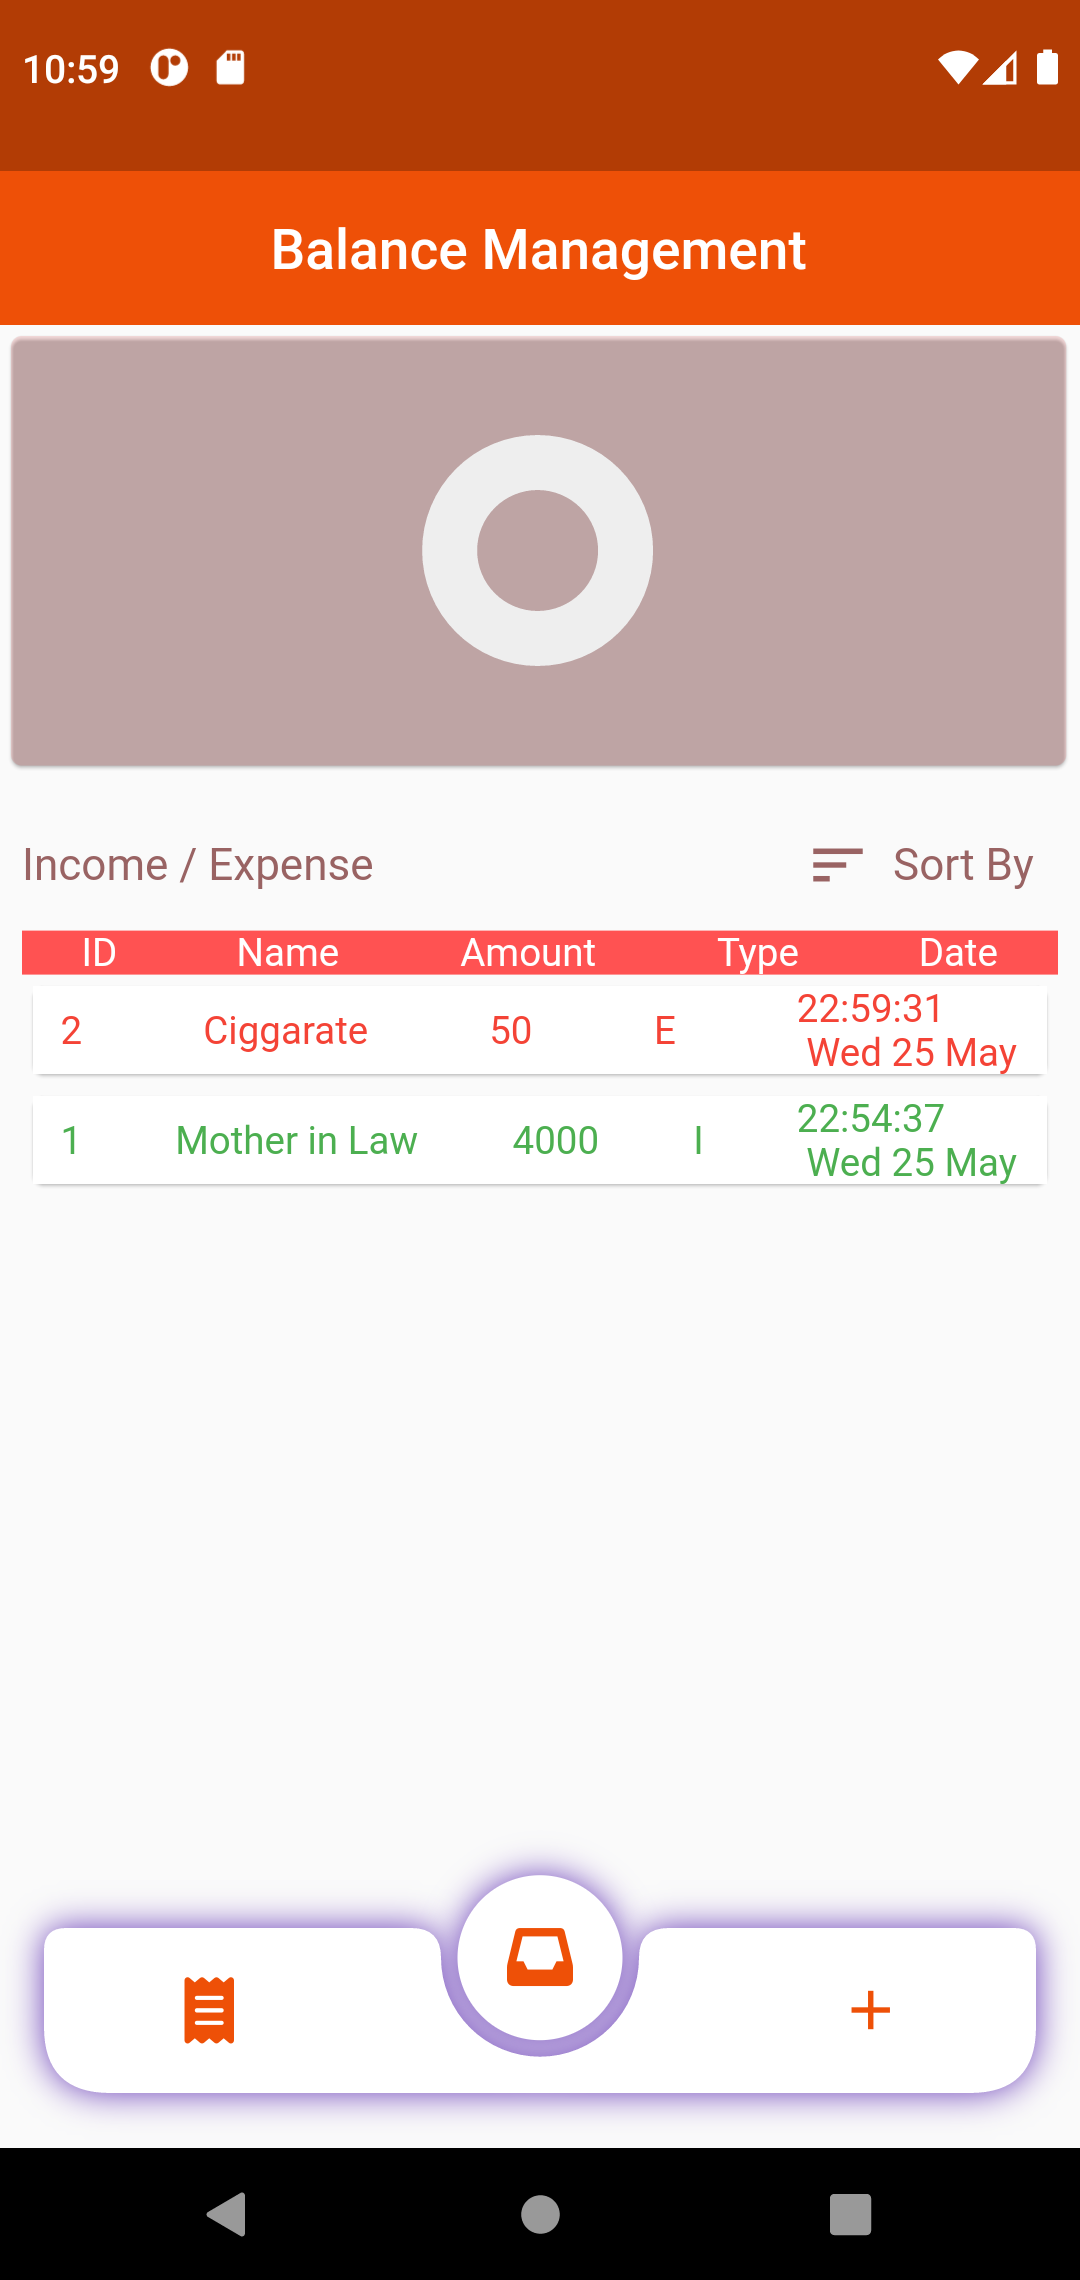 10:59
Balance Management
Income / Expense Sort By
ID Name Amount Type Date
2 Ciggarate 50 E 22:59:31
Wed 25 May
1 Mother in Law 4000 I 22:54:37
Wed 25 May